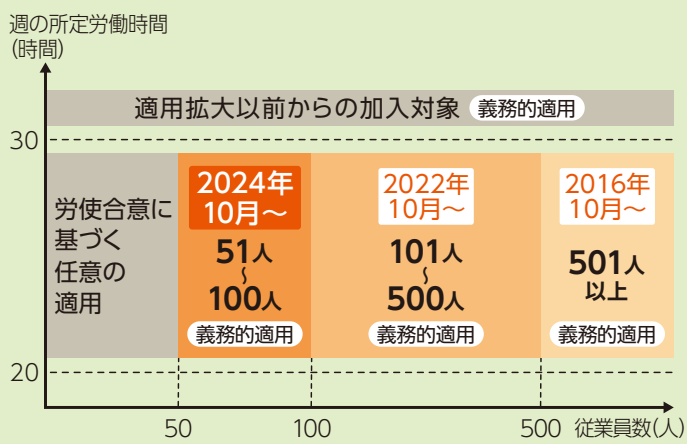 週の所定労働時間
(時間)
適用拡大以前からの加入対象 義務的適用
30
労使合意に
基づく
任意の
適用
2024年
10月~
51人
~
100人
義務的適用
2022年
10月~
101人
~
500人
義務的適用
2016年
10月~
501人
以上
義務的適用
20
50
100
500
従業員数(人)